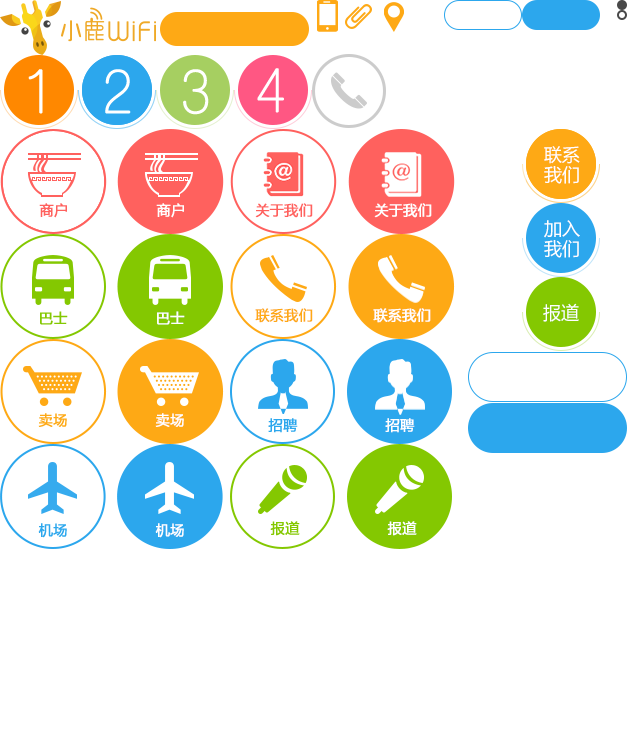 小鹿WiFi
1 2 3 4
商户 商户 关于我们 关于我们
联系
我们
加入
我们
巴士 巴士 联系我们 联系我们
报道
卖场 卖场 招聘 招聘
机场 机场 报道 报道